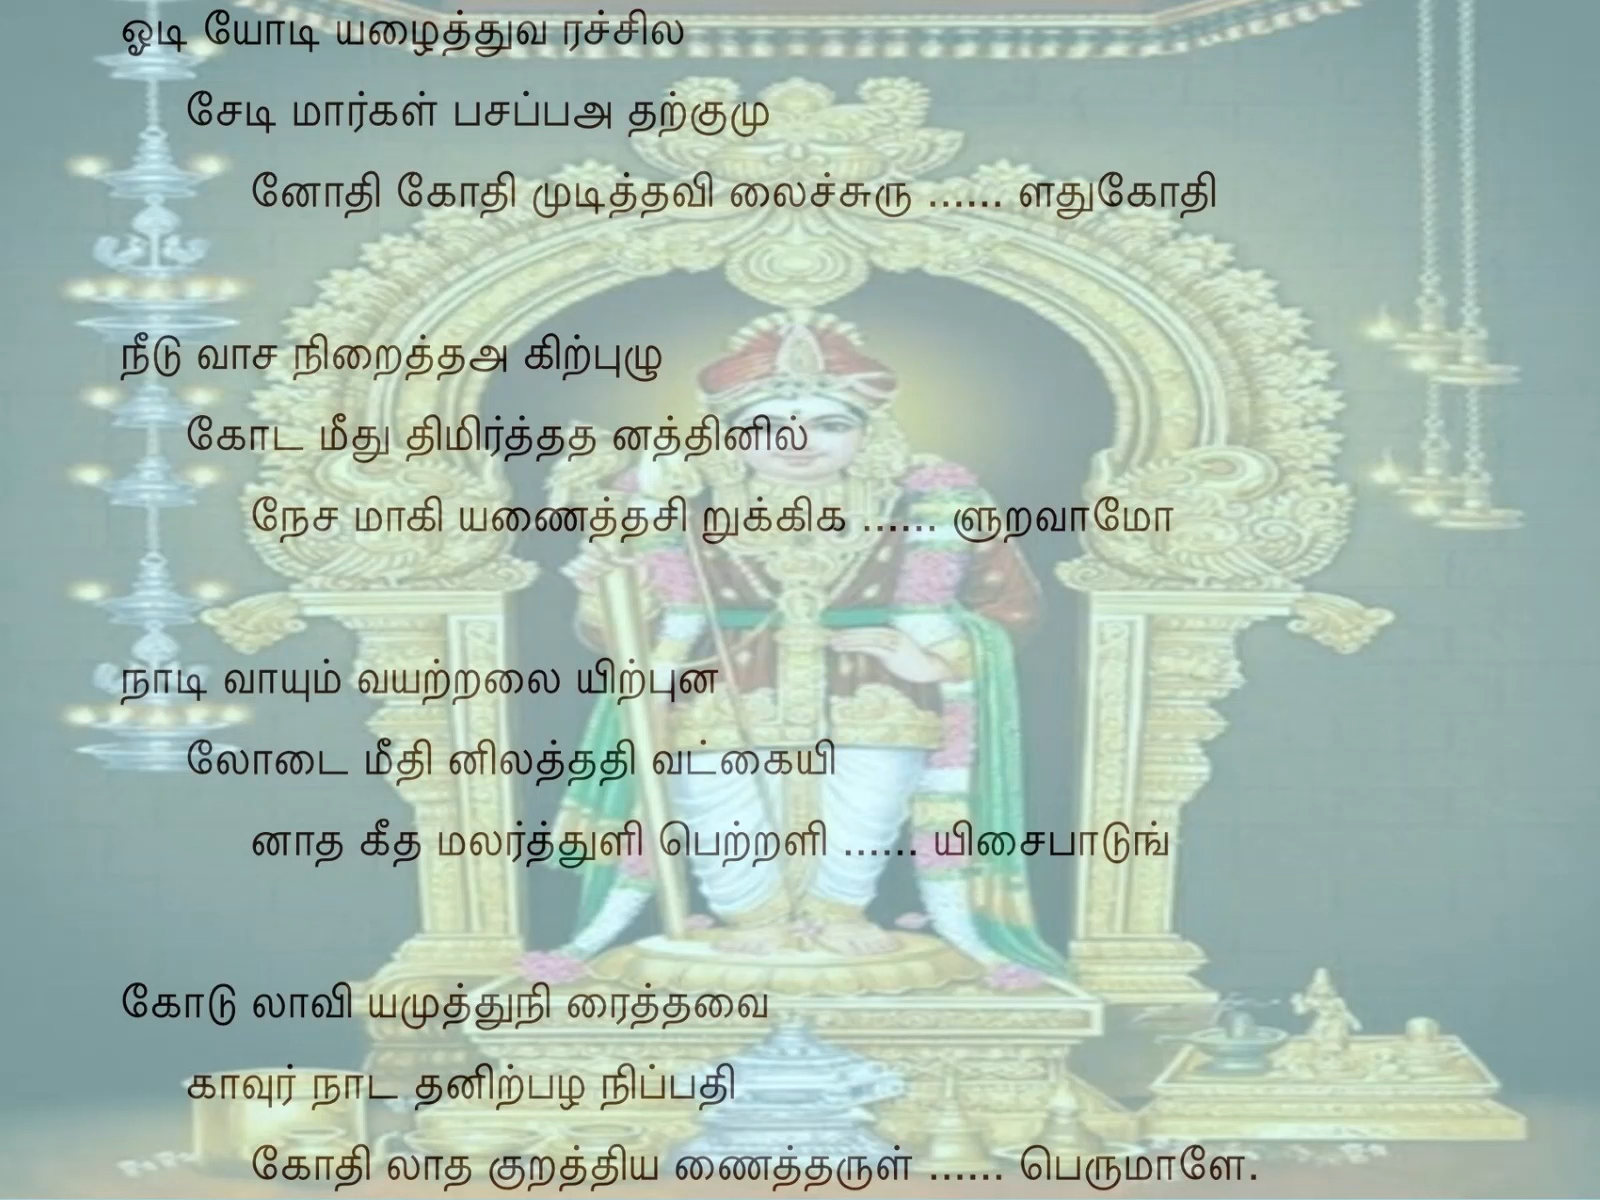 ஓடி யோடி யழைத்துவ ரச்சில
சேடி மார்கள் பசப்பஅ தற்குமு
னோதி கோதி முடித்தவி லைச்சுரு ...... ளதுகோதி
நீடு வாச நிறைத்தஅ கிற்புழு
கோட மீது திமிர்த்தத னத்தினில்
நேச மாகி யணைத்தசி றுக்கிக ...... ளுறவாமோ
நாடி வாயும் வயற்றலை யிற்புன
லோடை மீதி னிலத்ததி வட்கையி
னாத கீத மலர்த்துளி பெற்றளி ...... யிசைபாடுங்
கோடு லாவி யமுத்துநி ரைத்தவை
காவுர் நாட தனிற்பழ நிப்பதி
கோதி லாத குறத்திய ணைத்தருள் ...... பெருமாளே.